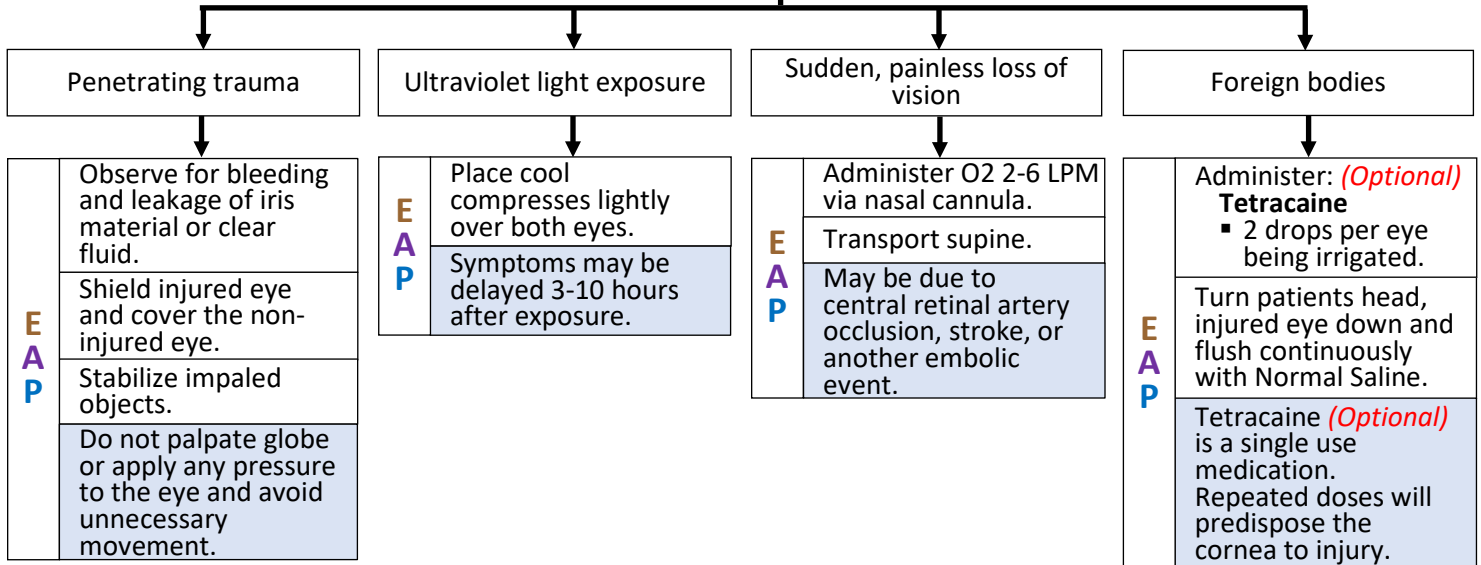 Penetrating trauma
Observe for bleeding
and leakage of iris
material or clear
fluid.
Shield injured eye
and cover the non-
injured eye.
Stabilize impaled
objects.
Do not palpate globe
or apply any pressure
to the eye and avoid
unnecessary
movement.
E
A
P
Ultraviolet light exposure
Place cool
compresses lightly
over both eyes.
Symptoms may be
delayed 3-10 hours
after exposure.
E
A
P
Sudden, painless loss of
vision
Administer O2 2-6 LPM
via nasal cannula.
Transport supine.
May be due to
central retinal artery
occlusion, stroke, or
another embolic
event.
E
A
P
Foreign bodies
Administer: (Optional)
Tetracaine
▪ 2 drops per eye
being irrigated.
Turn patients head,
injured eye down and
flush continuously
with Normal Saline.
Tetracaine (Optional)
is a single use
medication.
Repeated doses will
predispose the
cornea to injury.
E
A
P